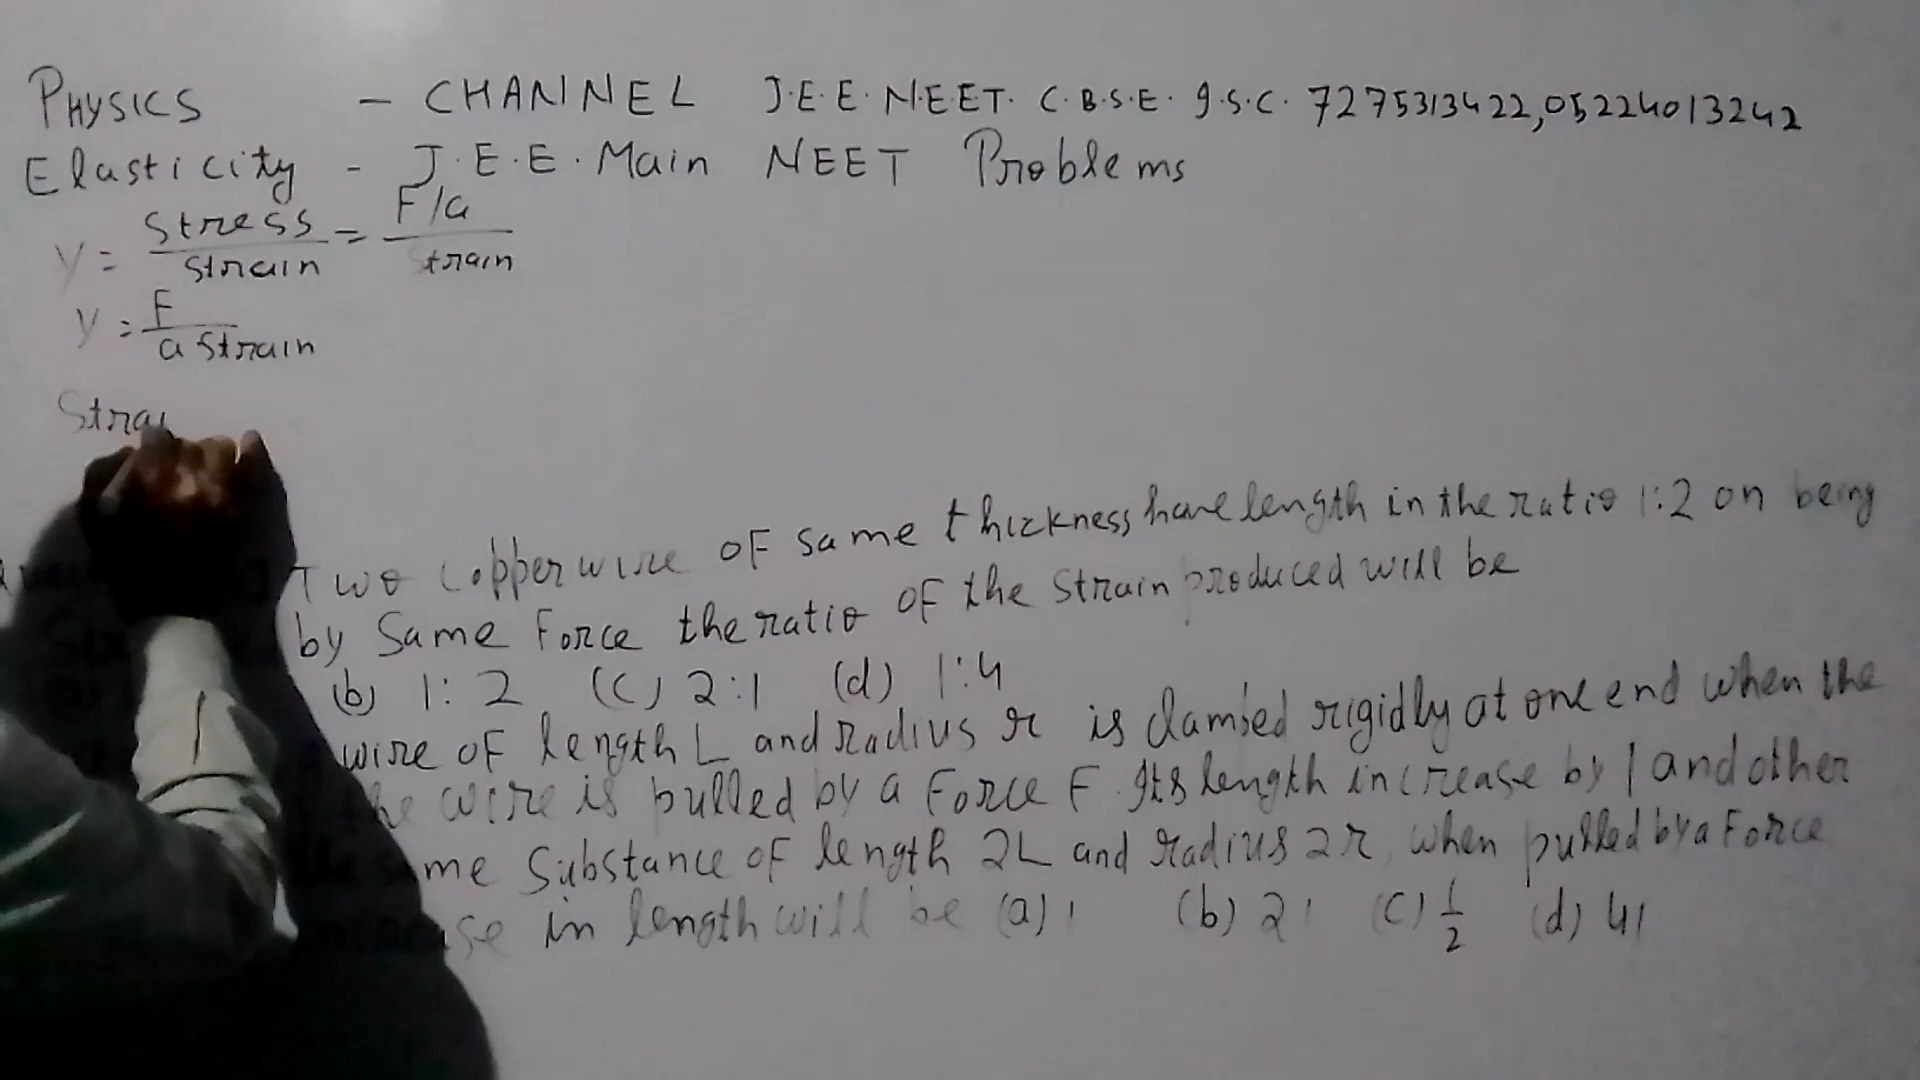 PHYSICS - CHANNEL J.E.E. N.E.E.T. C.B.S.E. I.S.C. 7275313422,05224013242
Elasticity - J.E.E. Main NEET Problems
Y = Stress/Strain = F/a/Strain
Y = F/a Strain
Strai
Two Copper wire OF same thickness have length in the ratio 1:2 on being
by Same Force the ratio OF the Strain produced will be
(b) 1:2 (C) 2:1 (d) 1:4
wire OF length L and radius r is clambed rigidly at one end when the
the wire is pulled by a Force F. Its length increase by l and other
me Substance OF length 2L and radius 2r, when pulled by a Force
se in length will be (a) l (b) 2l (C) l/2 (d) 4l